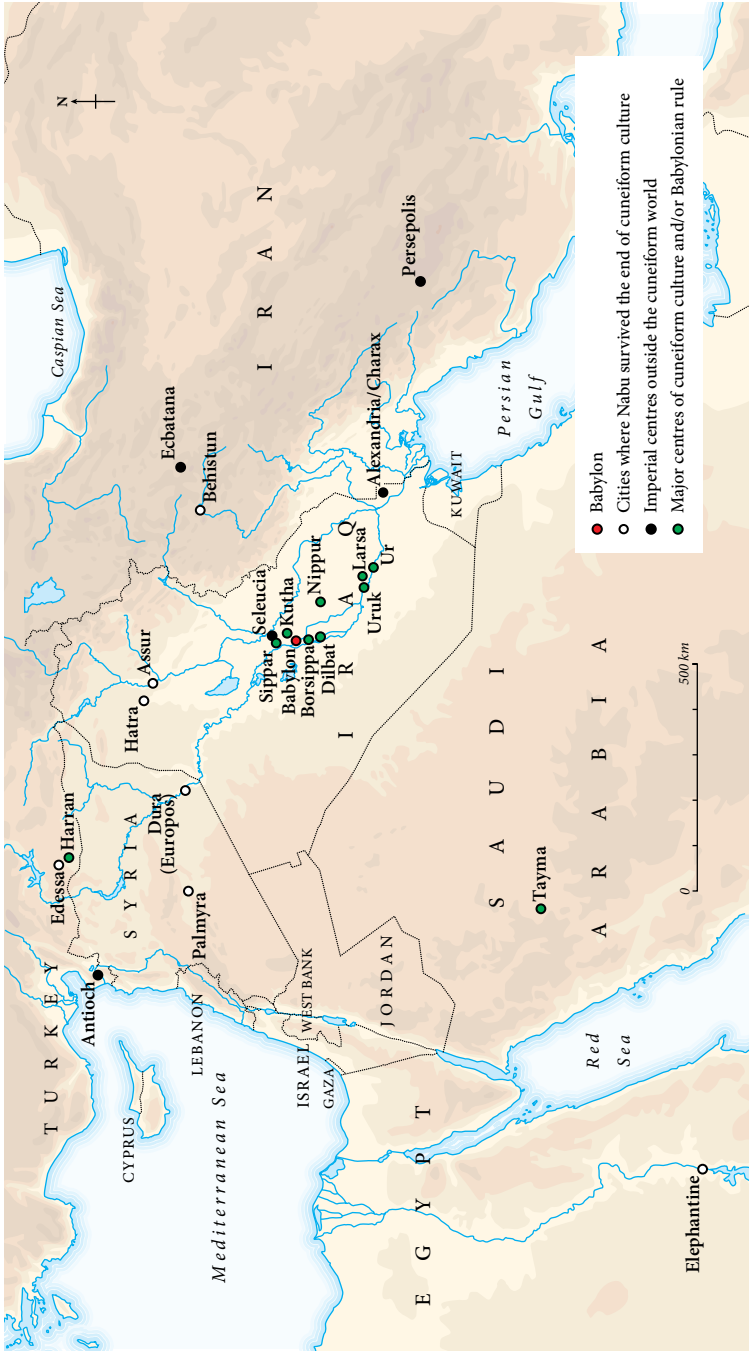 N
Caspian Sea
T U R K E Y
Edessa
Harran
Antioch
S Y R I A
CYPRUS
Hatra
Assur
Ecbatana
Behistun
Dura
(Europos)
Palmyra
LEBANON
Mediterranean Sea
I R A N
Seleucia
Sippar
Kutha
Babylon
Borsippa
Nippur
Dilbat
I R A Q
Larsa
Uruk
Ur
Alexandria/Charax
Persepolis
ISRAEL
WEST BANK
GAZA
JORDAN
KUWAIT
Persian
Gulf
E G Y P T
S A U D I
A R A B I A
Tayma
Red
Sea
Elephantine
0
500 km
Babylon
Cities where Nabu survived the end of cuneiform culture
Imperial centres outside the cuneiform world
Major centres of cuneiform culture and/or Babylonian rule